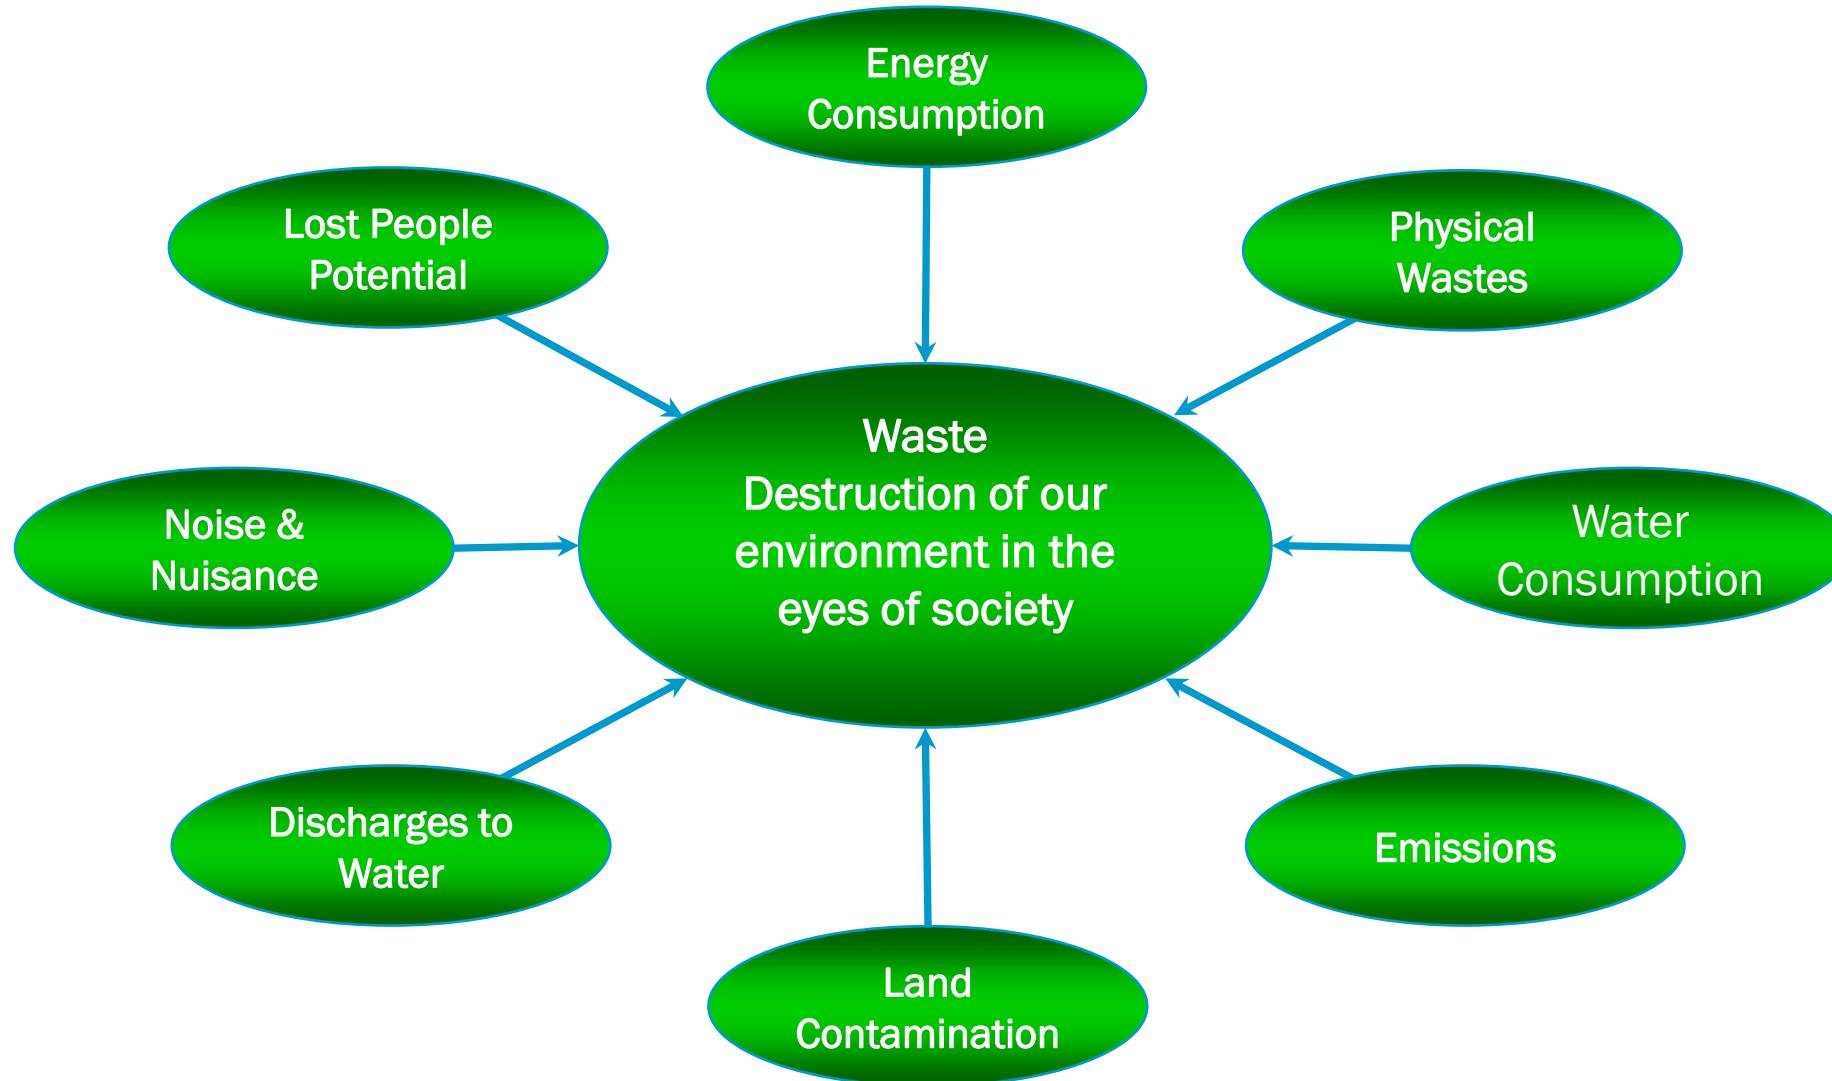 Energy
Consumption
Lost People
Potential
Physical
Wastes
Waste
Destruction of our
environment in the
eyes of society
Noise &
Nuisance
Water
Consumption
Discharges to
Water
Emissions
Land
Contamination